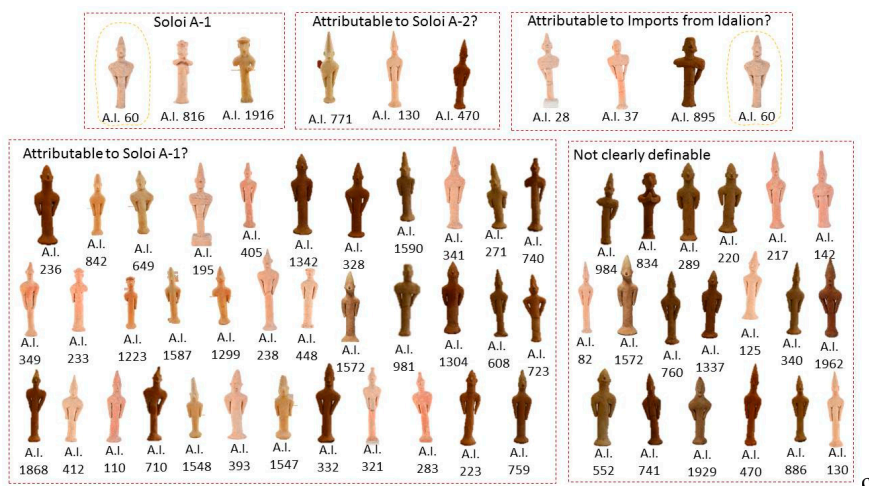 Soloi A-1
A.I. 60
A.I. 816
A.I. 1916
Attributable to Soloi A-2?
A.I. 771
A.I. 130
A.I. 470
Attributable to Imports from Idalion?
A.I. 28
A.I. 37
A.I. 895
A.I. 60
Attributable to Soloi A-1?
A.I. 236
A.I. 842
A.I. 649
A.I. 195
A.I. 405
A.I. 1342
A.I. 328
A.I. 1590
A.I. 341
A.I. 271
A.I. 740
A.I. 349
A.I. 233
A.I. 1223
A.I. 1587
A.I. 1299
A.I. 238
A.I. 448
A.I. 1572
A.I. 981
A.I. 1304
A.I. 608
A.I. 723
A.I. 1868
A.I. 412
A.I. 110
A.I. 710
A.I. 1548
A.I. 393
A.I. 1547
A.I. 332
A.I. 321
A.I. 283
A.I. 223
A.I. 759
Not clearly definable
A.I. 984
A.I. 834
A.I. 289
A.I. 220
A.I. 217
A.I. 142
A.I. 82
A.I. 1572
A.I. 760
A.I. 1337
A.I. 125
A.I. 340
A.I. 1962
A.I. 552
A.I. 741
A.I. 1929
A.I. 470
A.I. 886
A.I. 130